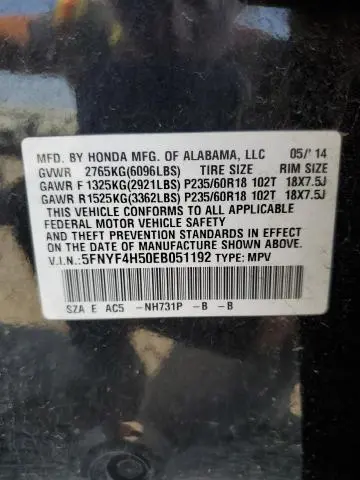 MFD. BY HONDA MFG. OF ALABAMA, LLC 05/'14
GVWR 2765KG(6096LBS) TIRE SIZE RIM SIZE
GAWR F 1325KG(2921LBS) P235/60R18 102T 18X7.5J
GAWR R1525KG(3362LBS) P235/60R18 102T 18X7.5J
THIS VEHICLE CONFORMS TO ALL APPLICABLE
FEDERAL MOTOR VEHICLE SAFETY
AND THEFT PREVENTION STANDARDS IN EFFECT
ON THE DATE OF MANUFACTURE SHOWN ABOVE.
V.I.N.:5FNYF4H50EB051192 TYPE: MPV
SZA E AC5 -NH731P -B -B